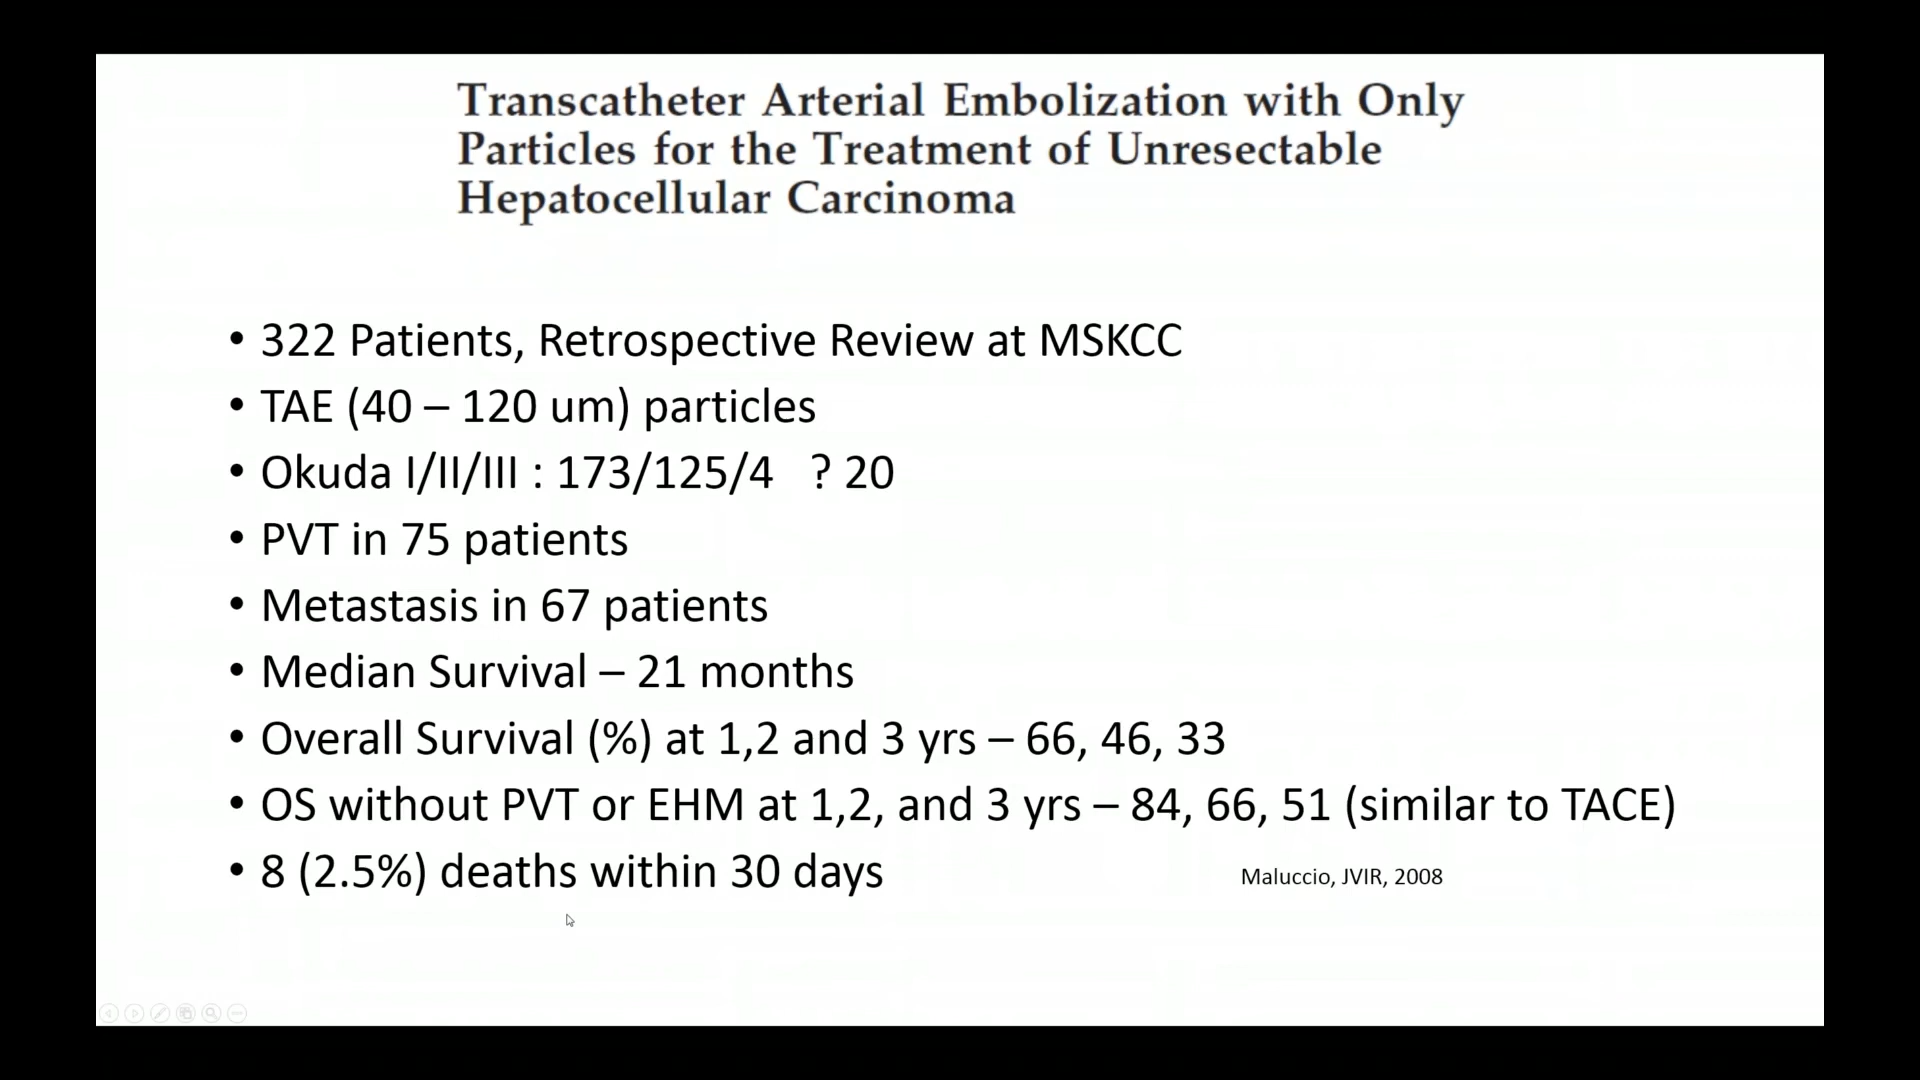 Transcatheter Arterial Embolization with Only
Particles for the Treatment of Unresectable
Hepatocellular Carcinoma
• 322 Patients, Retrospective Review at MSKCC
• TAE (40 – 120 um) particles
• Okuda I/II/III : 173/125/4   ? 20
• PVT in 75 patients
• Metastasis in 67 patients
• Median Survival – 21 months
• Overall Survival (%) at 1,2 and 3 yrs – 66, 46, 33
• OS without PVT or EHM at 1,2, and 3 yrs – 84, 66, 51 (similar to TACE)
• 8 (2.5%) deaths within 30 days
Maluccio, JVIR, 2008